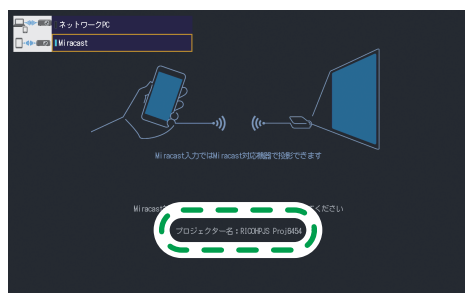 ネットワークPC
Miracast
Miracast入力ではMiracast対応機器で投影できます
Miracast
ください
プロジェクター名：RICOHPJS Proj6454